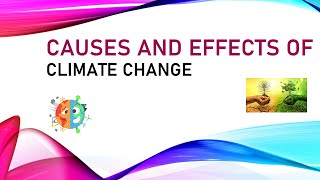 CAUSES AND EFFECTS OF
CLIMATE CHANGE